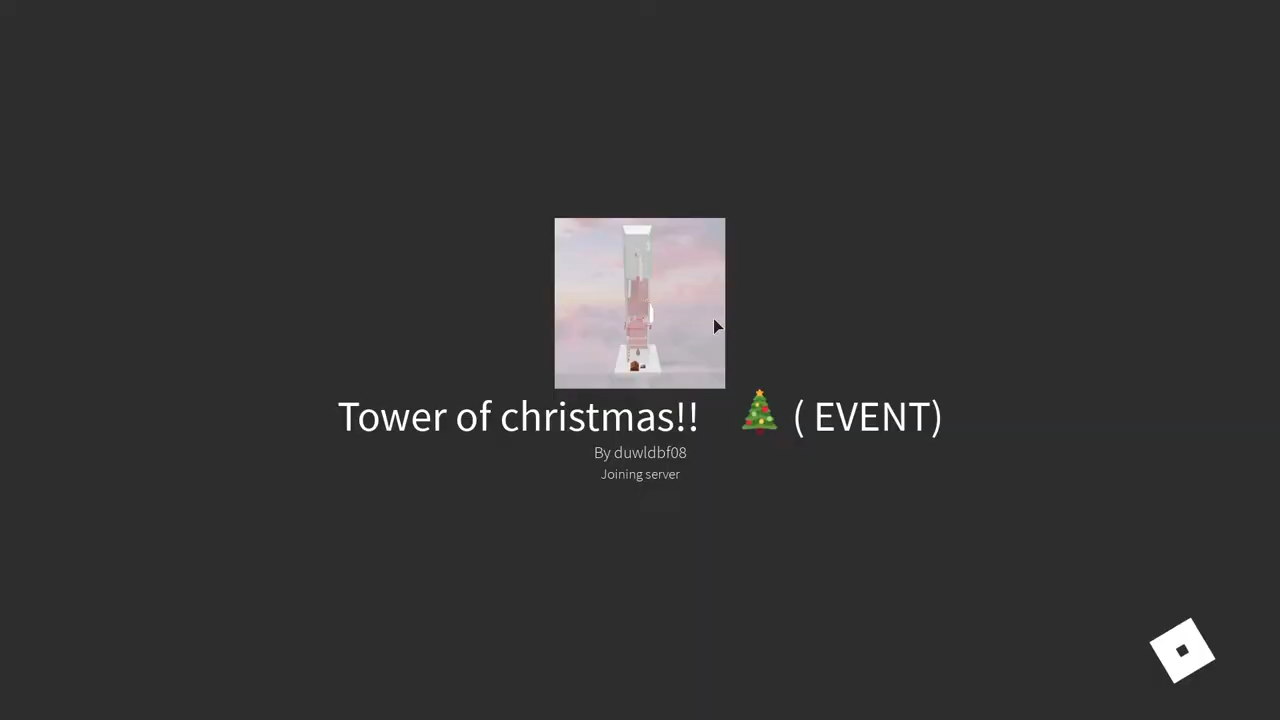 Tower of christmas!! 🎄 ( EVENT)
By duwldbf08
Joining server